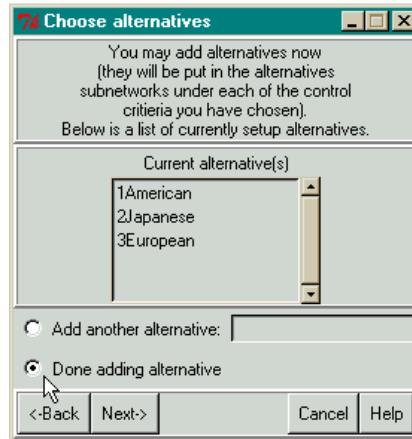 Choose alternatives
You may add alternatives now
(they will be put in the alternatives
subnetworks under each of the control
critieria you have chosen).
Below is a list of currently setup alternatives.
Current alternative(s)
1American
2Japanese
3European
Add another alternative:
Done adding alternative
<-Back Next-> Cancel Help